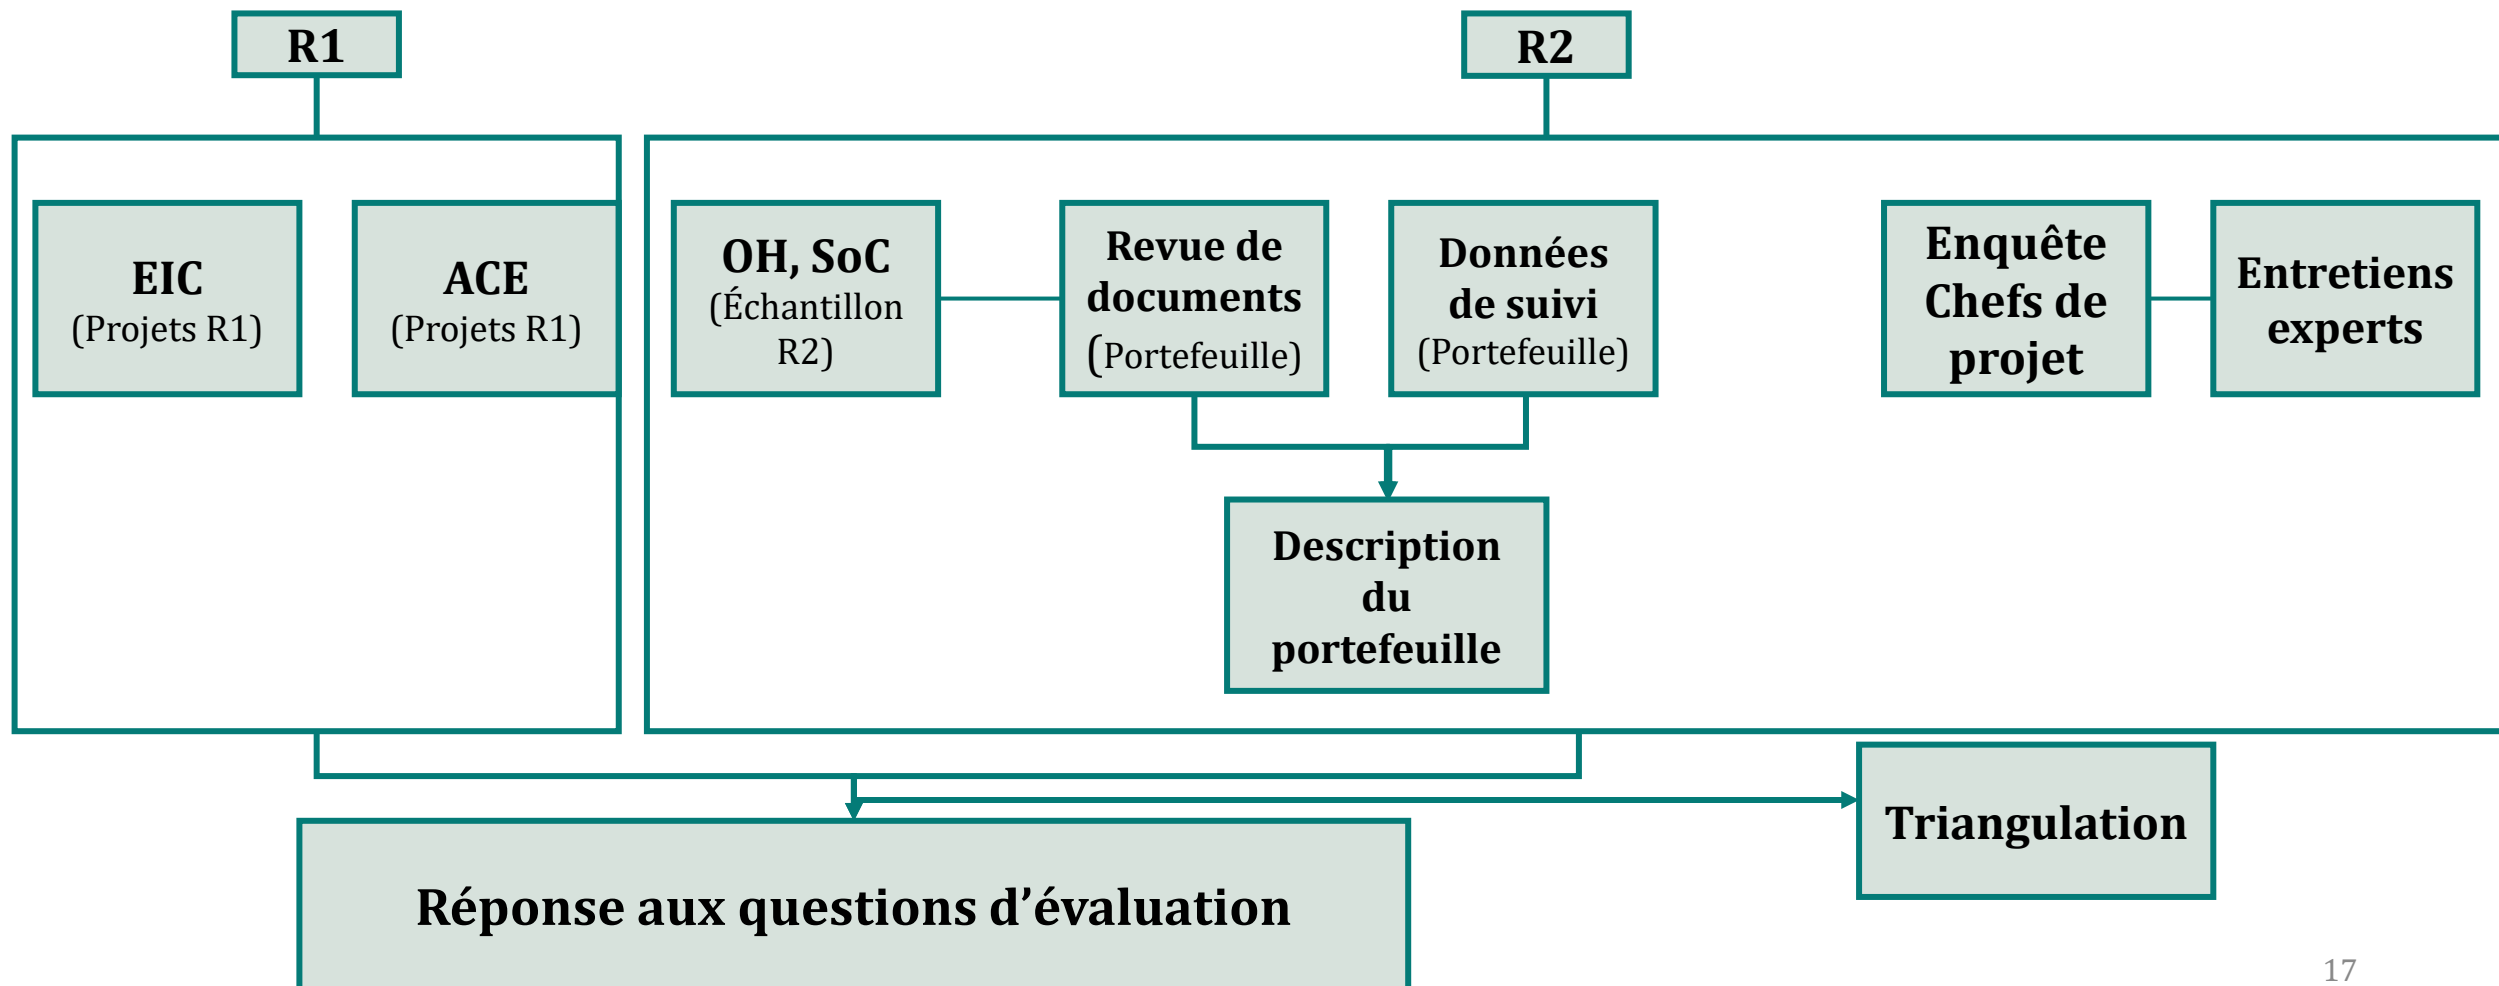 R1
R2
EIC
(Projets R1)
ACE
(Projets R1)
OH, SoC
(Échantillon
R2)
Revue de
documents
(Portefeuille)
Données
de suivi
(Portefeuille)
Enquête
Chefs de
projet
Entretiens
experts
Description
du
portefeuille
Triangulation
Réponse aux questions d’évaluation
17